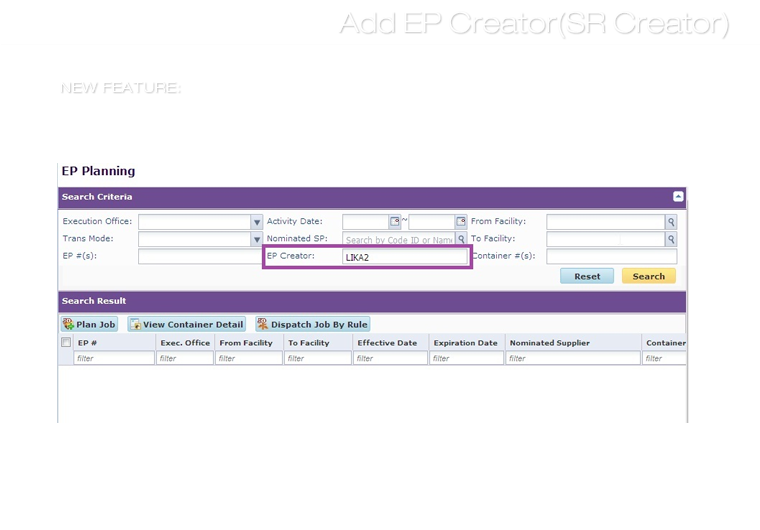 Add EP Creator(SR Creator)
NEW FEATURE:
EP Planning
Search Criteria
Execution Office: Activity Date: ~ From Facility:
Trans Mode: Nominated SP: Search by Code ID or Name To Facility:
EP #(s): EP Creator: LIKA2 Container #(s):
Reset Search
Search Result
Plan Job View Container Detail Dispatch Job By Rule
EP # Exec. Office From Facility To Facility Effective Date Expiration Date Nominated Supplier Container
filter filter filter filter filter filter filter filter